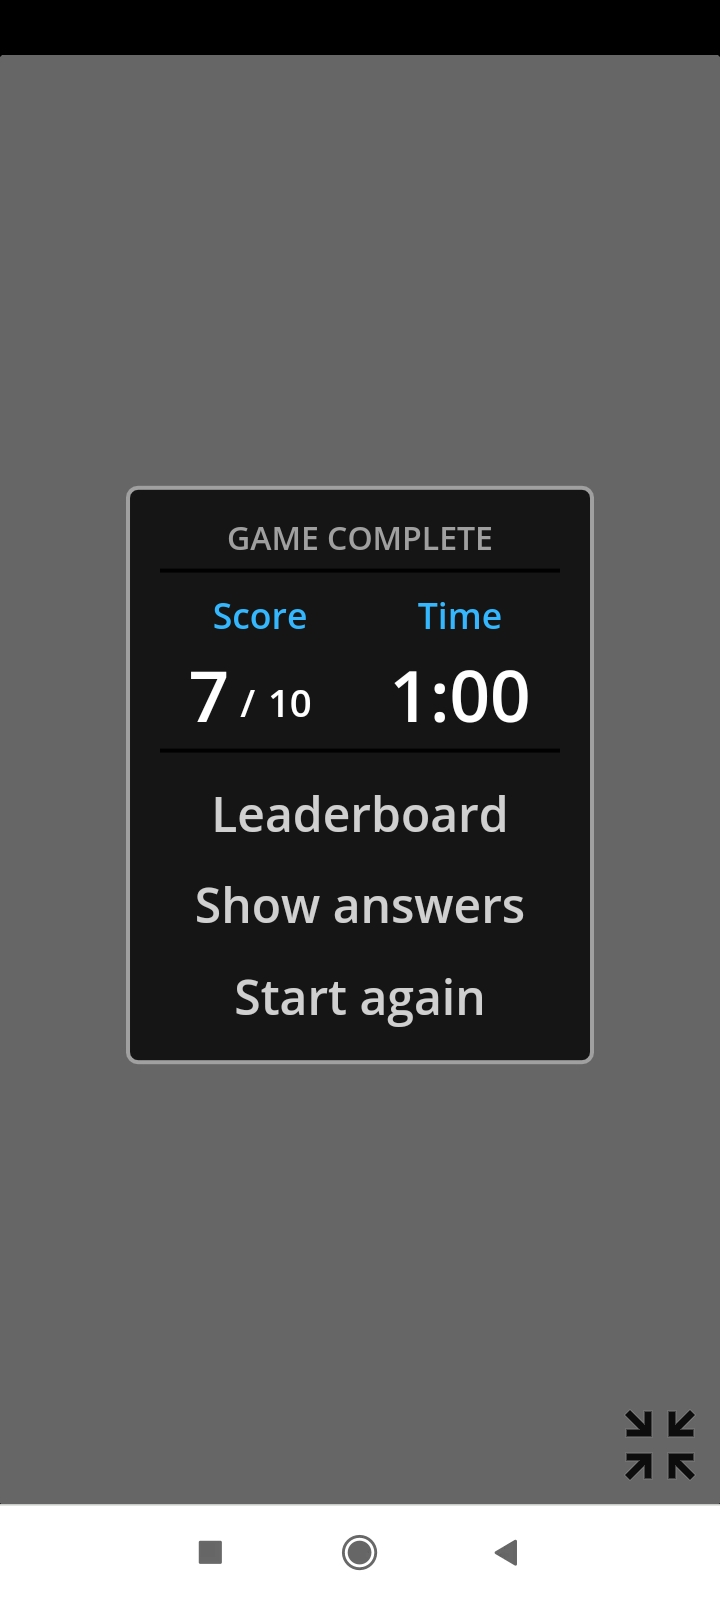 GAME COMPLETE
Score Time
7 / 10 1:00
Leaderboard
Show answers
Start again